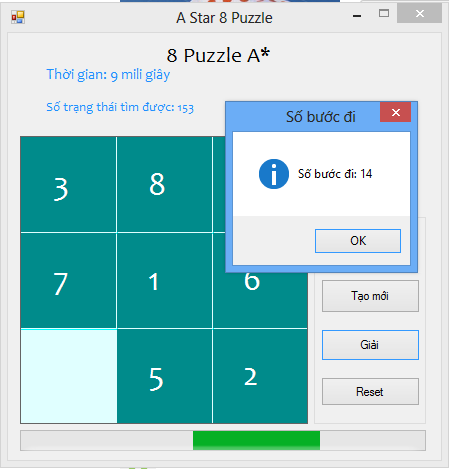 A Star 8 Puzzle
8 Puzzle A*
Thời gian: 9 mili giây
Số trạng thái tìm được: 153
Số bước đi
Số bước đi: 14
OK
3 8
7 1 6
5 2
Tạo mới
Giải
Reset